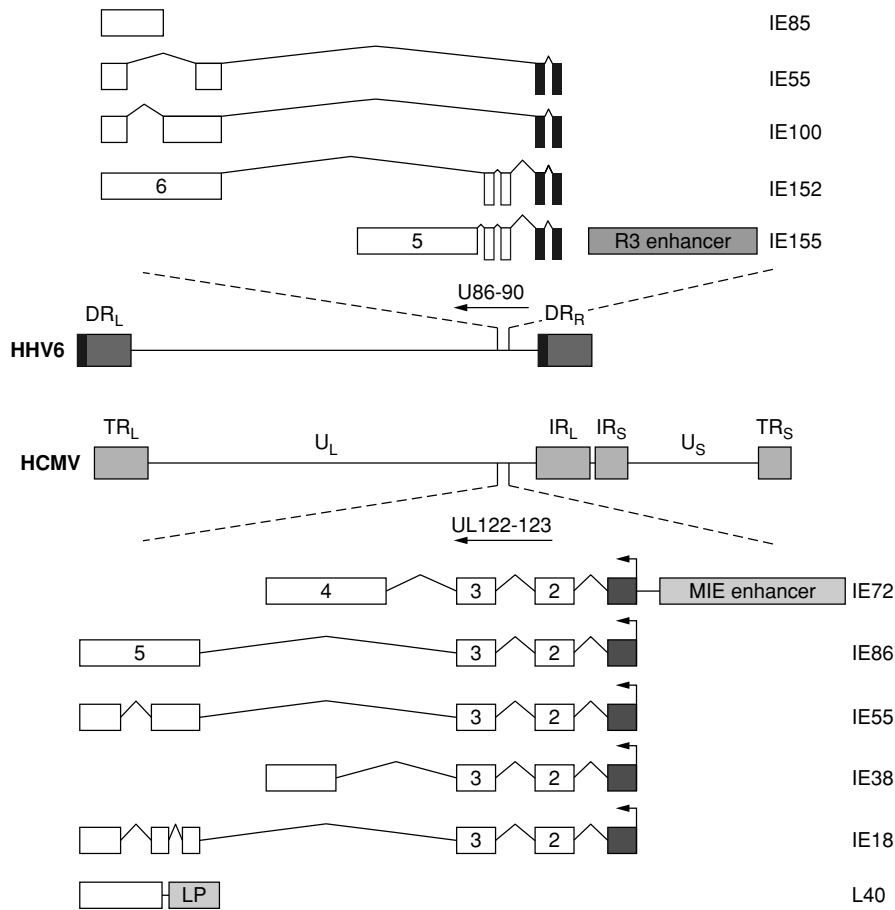 IE85
IE55
IE100
6 IE152
5 R3 enhancer IE155
U86-90
DRL DRR
HHV6
TRL UL IRL IRS US TRS
HCMV
UL122-123
4 3 2 MIE enhancer IE72
5 3 2 IE86
3 2 IE55
3 2 IE38
3 2 IE18
LP L40